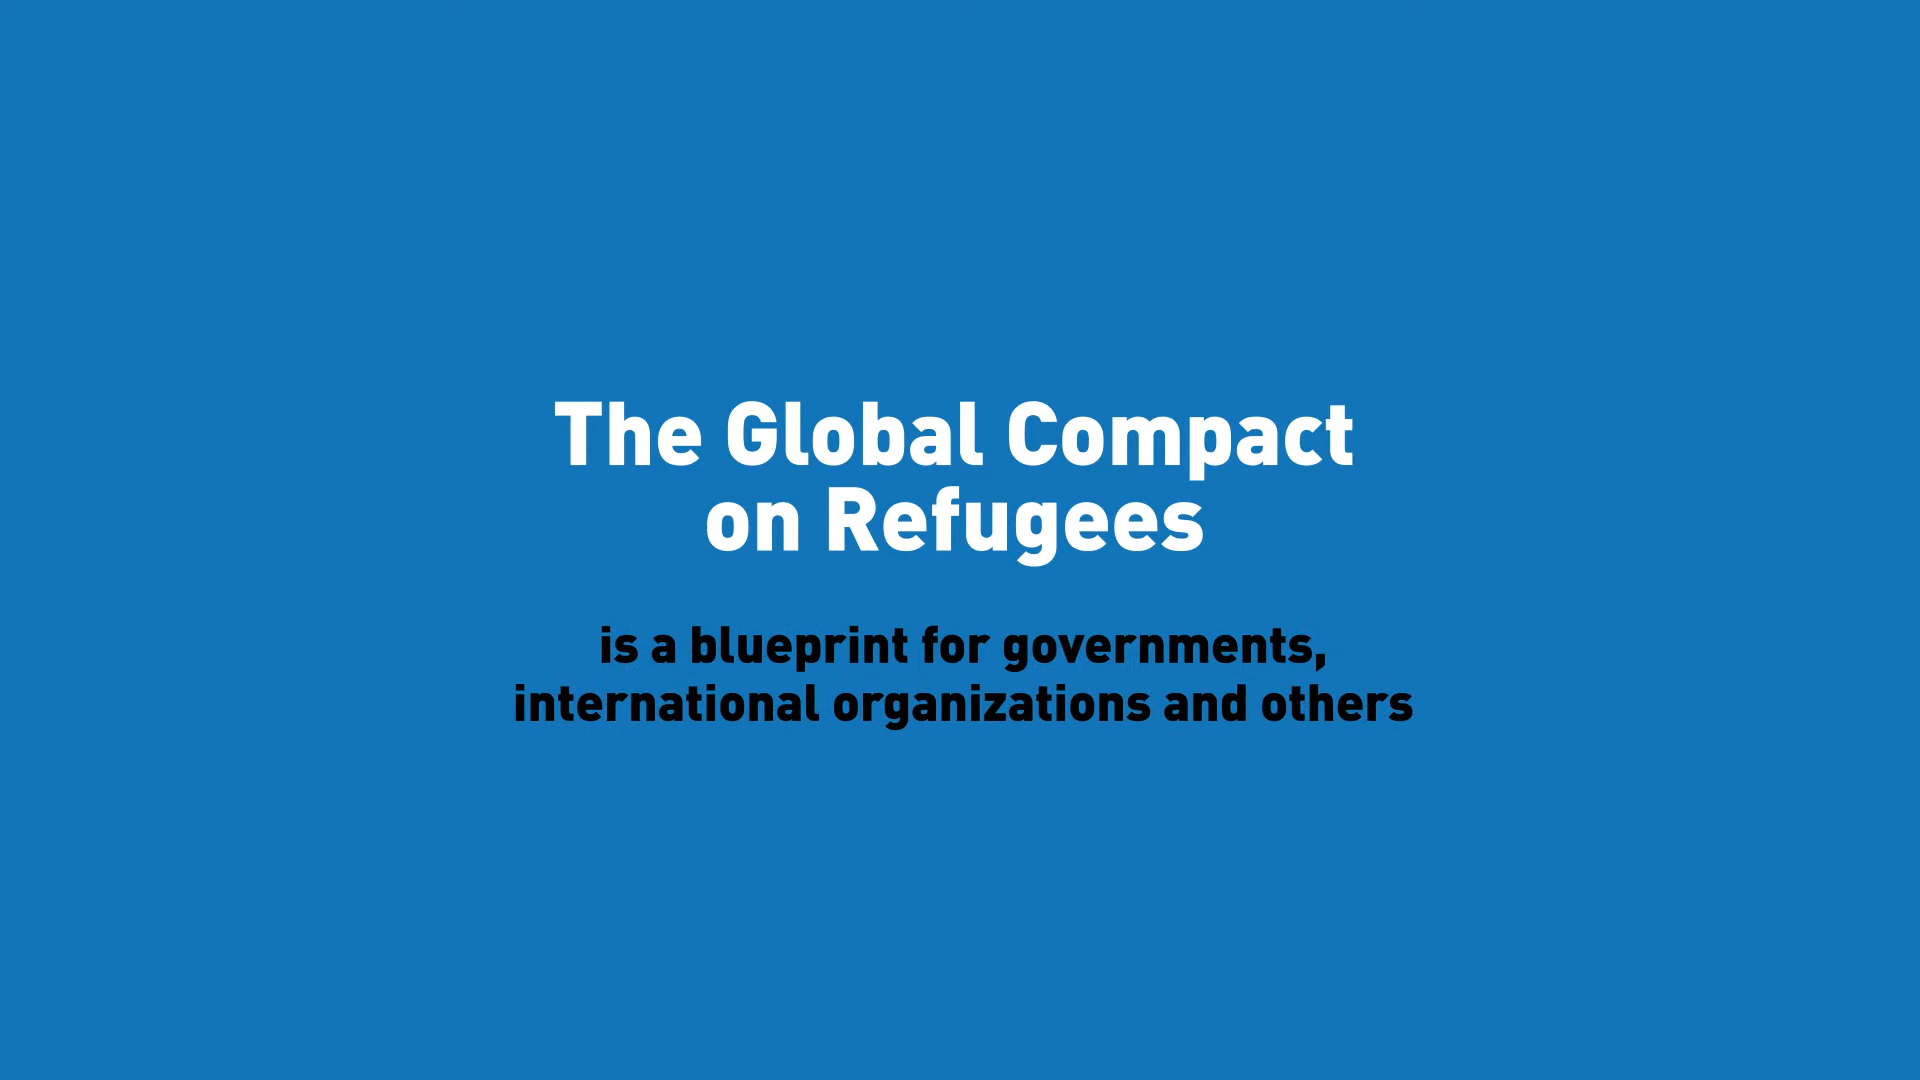 The Global Compact
on Refugees
is a blueprint for governments,
international organizations and others